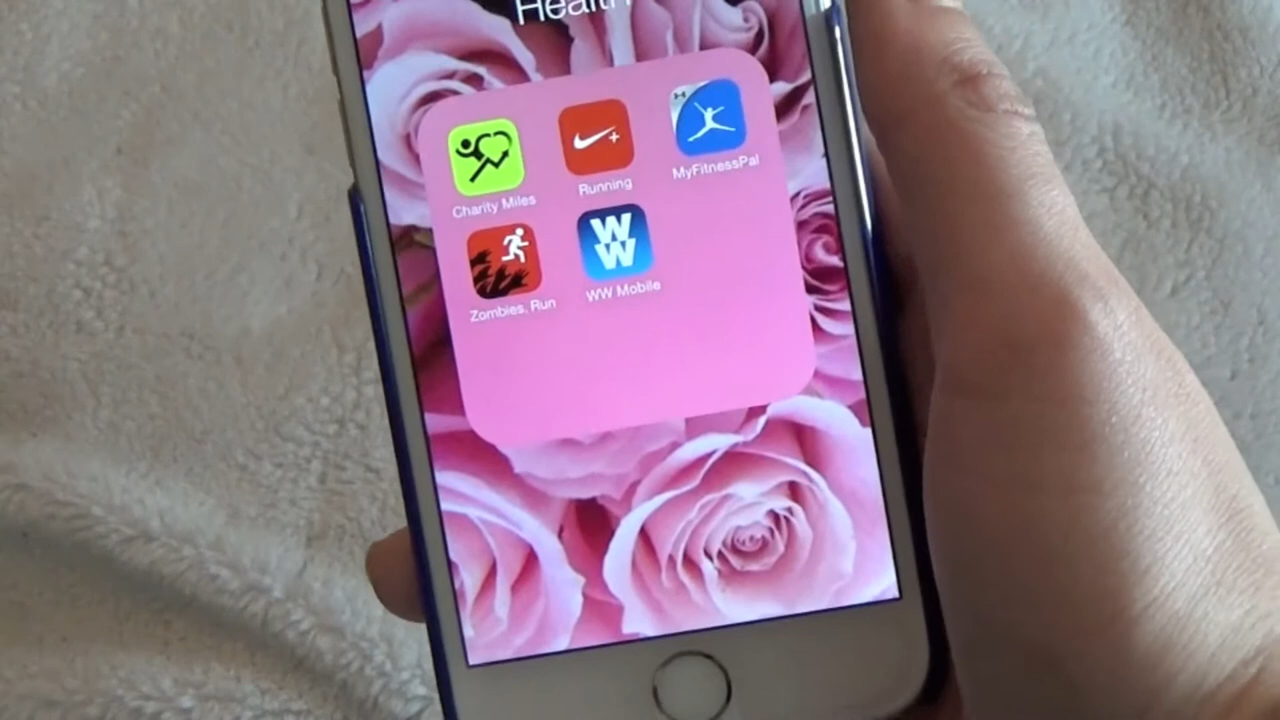 Health
Charity Miles
Running
MyFitnessPal
Zombies, Run
WW
WW Mobile